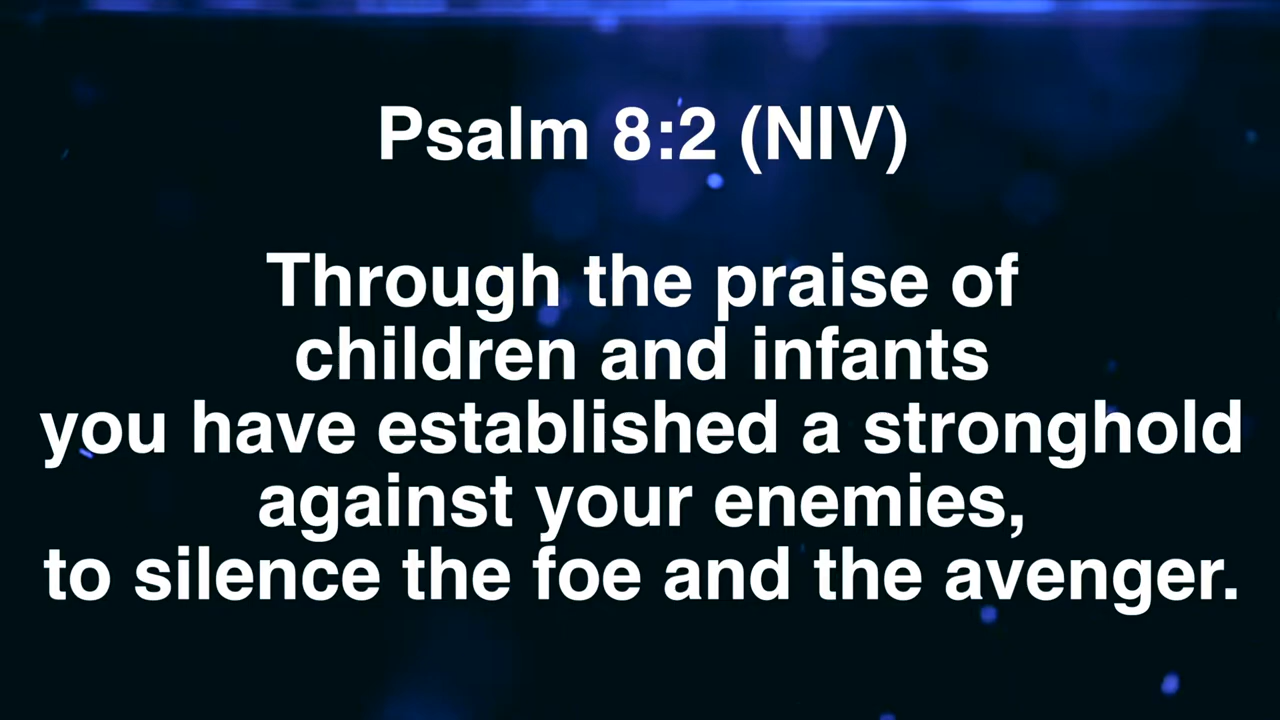 Psalm 8:2 (NIV)
Through the praise of
children and infants
you have established a stronghold
against your enemies,
to silence the foe and the avenger.